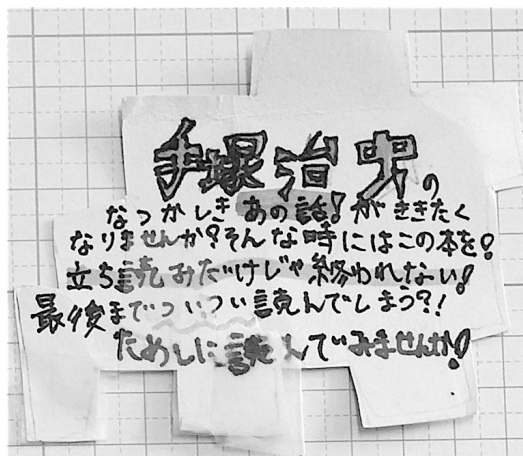 手塚治虫の
なつかしきあの話!がききたく
なりませんか?そんな時にはこの本を!
立ち読みだけじゃ終われない!
最後までついつい読んでしまう?!
ためしに読んでみませんか!